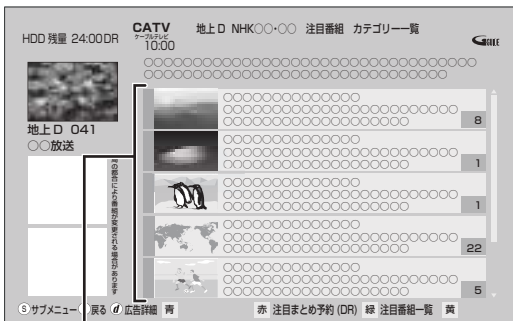 HDD 残量 24:00 DR
CATV
ケーブルテレビ
10:00
地上D NHK○○・○○ 注目番組 カテゴリー一覧
G GUIDE
○○○○○○○○○○○○○○○○○○○○○○○○○○○○○○○○○○○
○○○○○○○○○○○○○○○○○○○○○○○○○○○○○○○○
地上D 041
○○放送
局の都合により番組が変更される場合があります
○○○○○○○○○○○○○○
○○○○○○○○○○○○○○○○○○○○○○○○
○○○○○○○○○○○○○○○○○○○
8
○○○○○○○○○○○○○○
○○○○○○○○○○○○○○○○○○○○○○○○
○○○○○○○○○○○○○○○○○○○
1
○○○○○○○○○○○○○○
○○○○○○○○○○○○○○○○○○○○○○○○
○○○○○○○○○○○○○○○○○○○
1
○○○○○○○○○○○○○○
○○○○○○○○○○○○○○○○○○○○○○○○
○○○○○○○○○○○○○○○○○○○
22
○○○○○○○○○○○○○○
○○○○○○○○○○○○○○○○○○○○○○○○
○○○○○○○○○○○○○○○○○○○
5
S サブメニュー 戻る d 広告詳細 青 赤 注目まとめ予約 (DR) 緑 注目番組一覧 黄